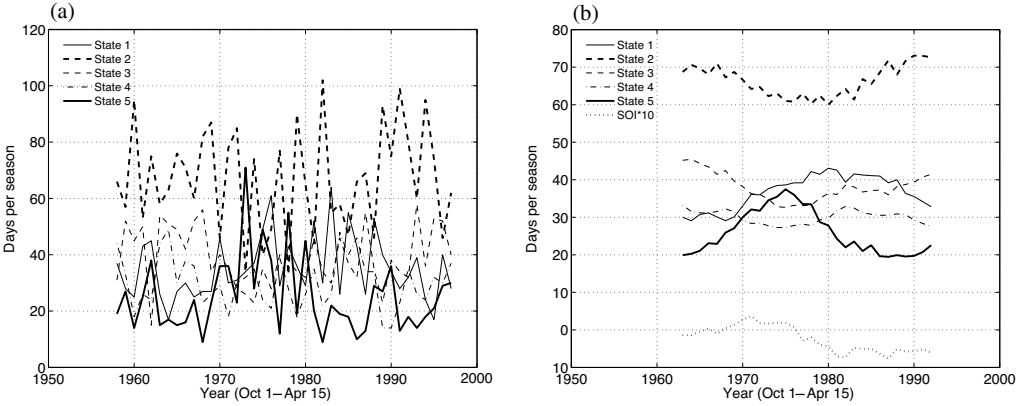 (a)
120
100
80
60
40
20
0
Days per season
State 1
State 2
State 3
State 4
State 5
1950
1960
1970
1980
1990
2000
Year (Oct 1–Apr 15)
(b)
80
70
60
50
40
30
20
10
0
10
Days per season
State 1
State 2
State 3
State 4
State 5
SOI*10
1950
1960
1970
1980
1990
2000
Year (Oct 1–Apr 15)